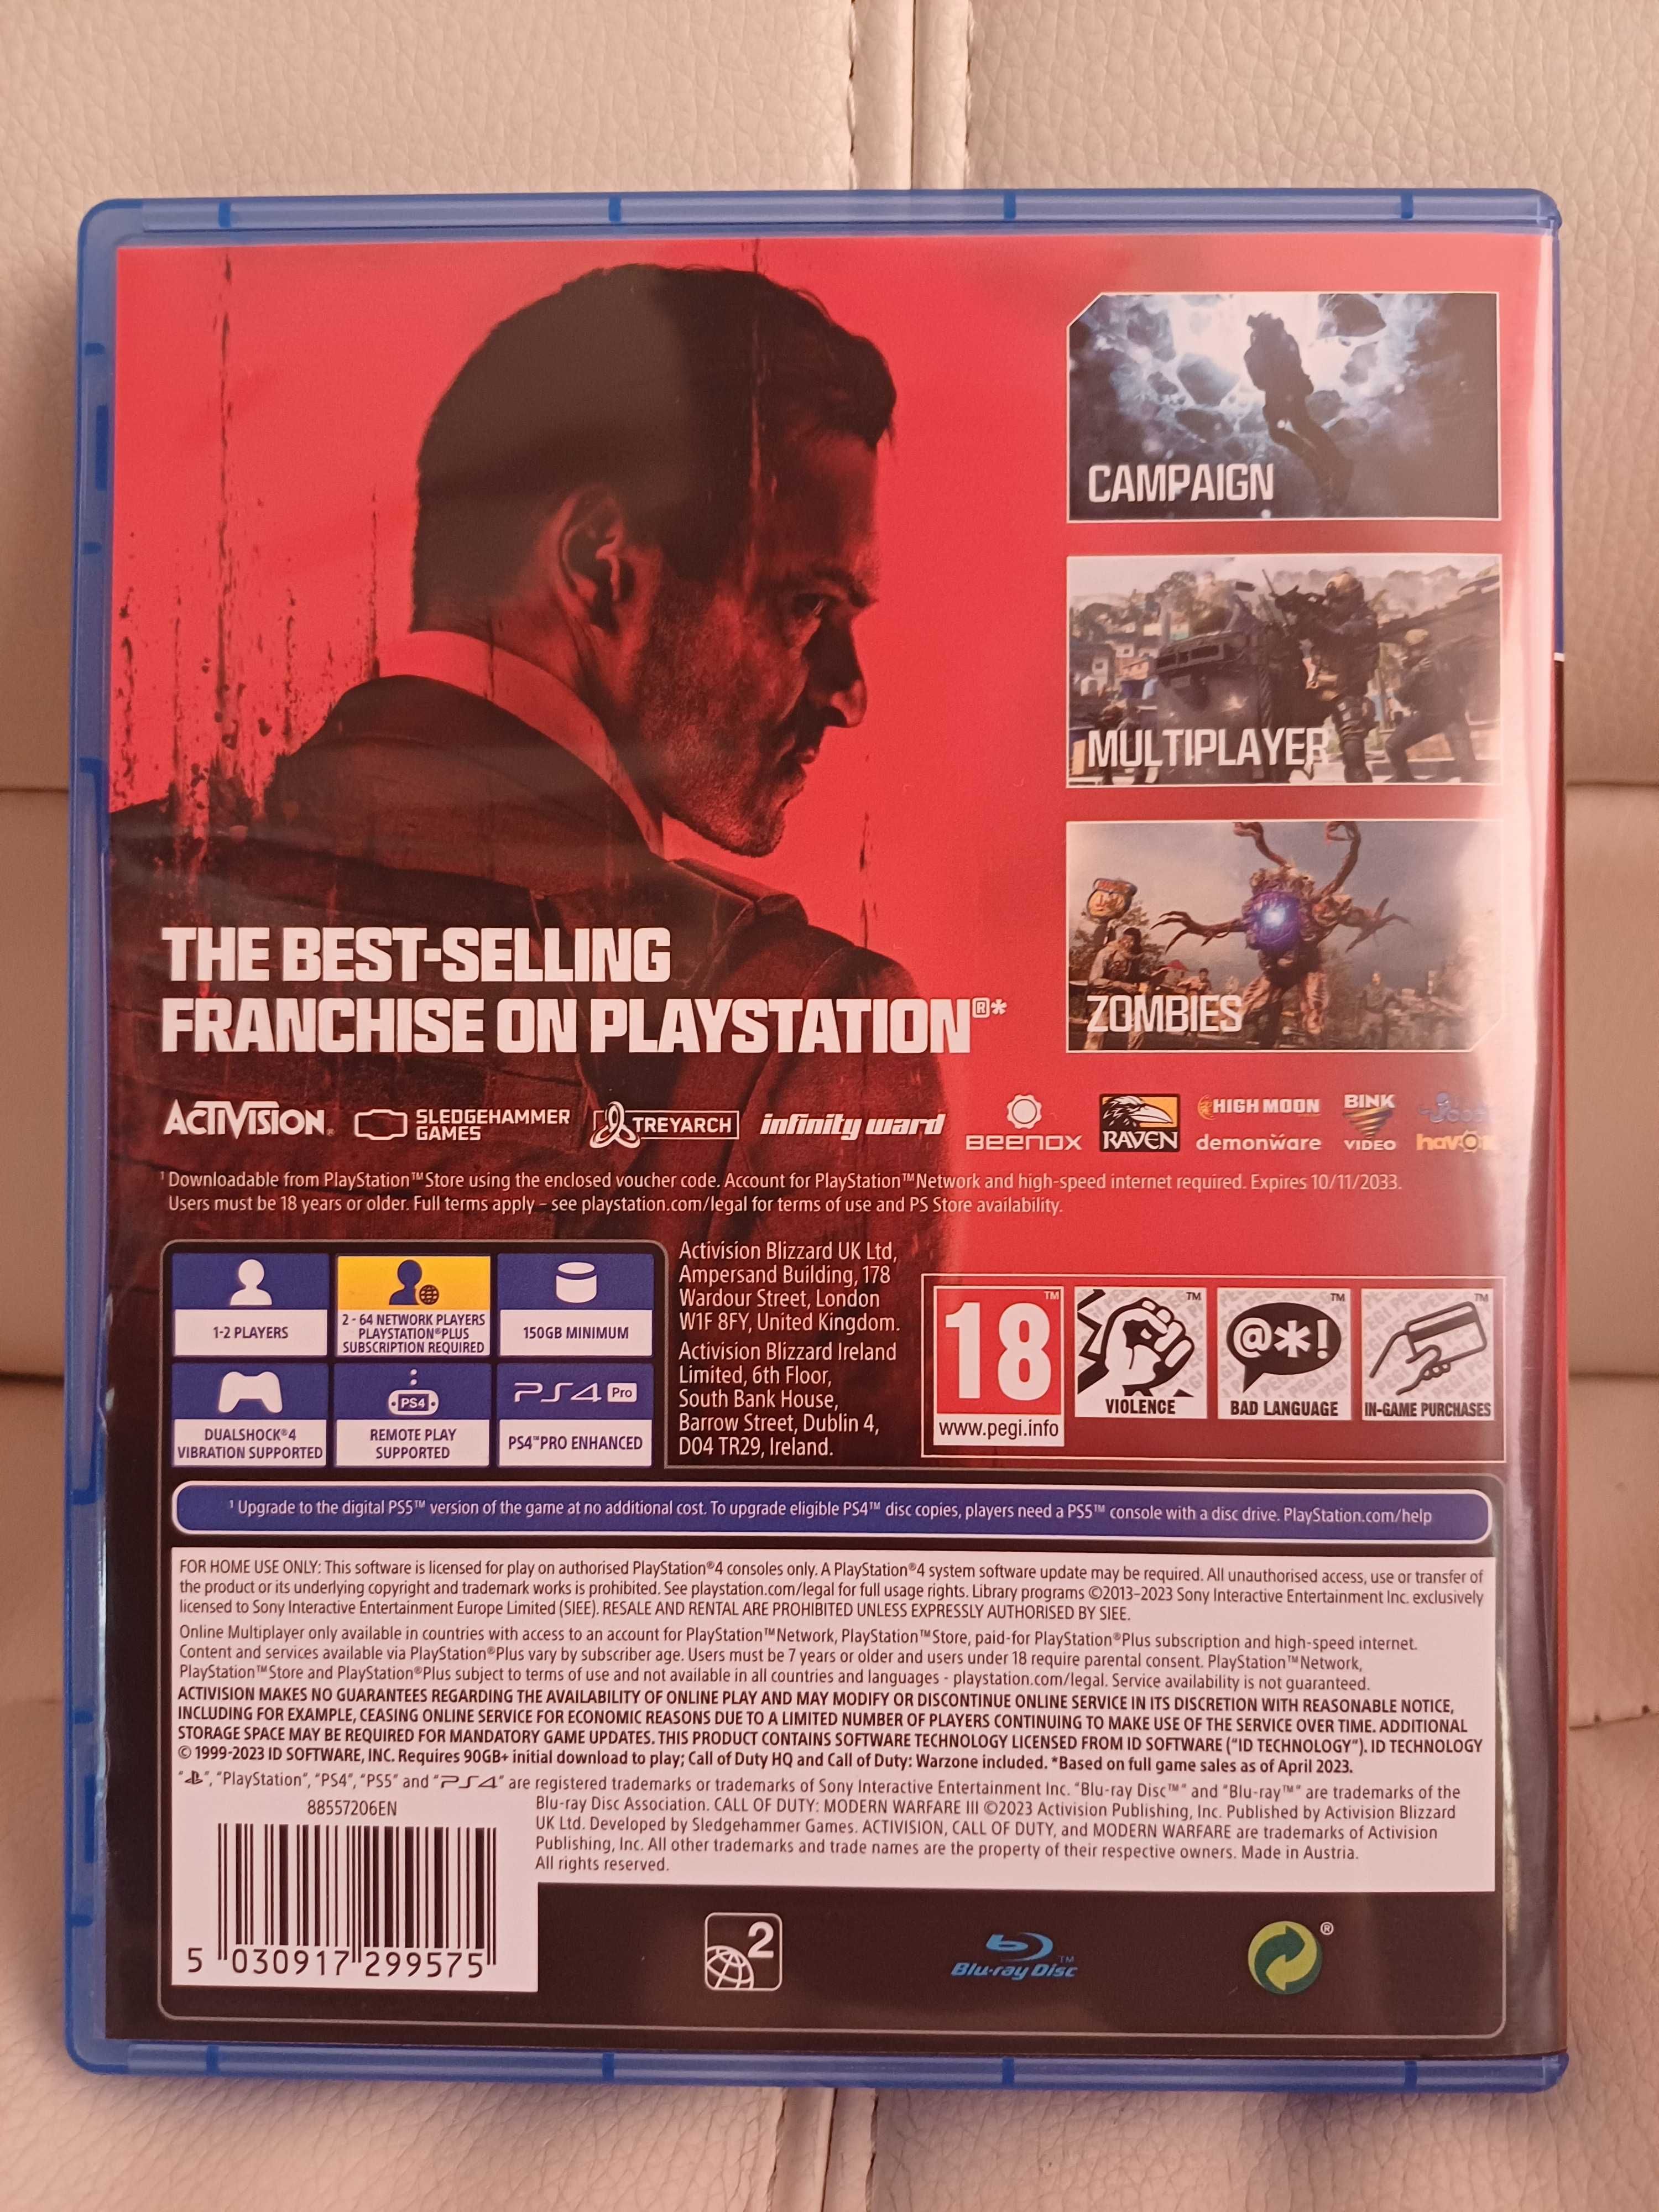 CAMPAIGN
MULTIPLAYER
ZOMBIES
THE BEST-SELLING
FRANCHISE ON PLAYSTATION®*
ACTIVISION®
SLEDGEHAMMER
GAMES
TREYARCH
infinity ward
BEENOX
RAVEN
HIGH MOON
demonware
BINK
VIDEO
havok
¹ Downloadable from PlayStation™Store using the enclosed voucher code. Account for PlayStation™Network and high-speed internet required. Expires 10/11/2033.
Users must be 18 years or older. Full terms apply – see playstation.com/legal for terms of use and PS Store availability.
1-2 PLAYERS
2 - 64 NETWORK PLAYERS
PLAYSTATION®PLUS
SUBSCRIPTION REQUIRED
150GB MINIMUM
DUALSHOCK®4
VIBRATION SUPPORTED
PS4
REMOTE PLAY
SUPPORTED
PS4 Pro
PS4™PRO ENHANCED
Activision Blizzard UK Ltd,
Ampersand Building, 178
Wardour Street, London
W1F 8FY, United Kingdom.
Activision Blizzard Ireland
Limited, 6th Floor,
South Bank House,
Barrow Street, Dublin 4,
D04 TR29, Ireland.
18™
www.pegi.info
™
VIOLENCE
@*!™
BAD LANGUAGE
™
IN-GAME PURCHASES
¹ Upgrade to the digital PS5™ version of the game at no additional cost. To upgrade eligible PS4™ disc copies, players need a PS5™ console with a disc drive. PlayStation.com/help
FOR HOME USE ONLY: This software is licensed for play on authorised PlayStation®4 consoles only. A PlayStation®4 system software update may be required. All unauthorised access, use or transfer of
the product or its underlying copyright and trademark works is prohibited. See playstation.com/legal for full usage rights. Library programs ©2013–2023 Sony Interactive Entertainment Inc. exclusively
licensed to Sony Interactive Entertainment Europe Limited (SIEE). RESALE AND RENTAL ARE PROHIBITED UNLESS EXPRESSLY AUTHORISED BY SIEE.
Online Multiplayer only available in countries with access to an account for PlayStation™Network, PlayStation™Store, paid-for PlayStation®Plus subscription and high-speed internet.
Content and services available via PlayStation®Plus vary by subscriber age. Users must be 7 years or older and users under 18 require parental consent. PlayStation™Network,
PlayStation™Store and PlayStation®Plus subject to terms of use and not available in all countries and languages - playstation.com/legal. Service availability is not guaranteed.
ACTIVISION MAKES NO GUARANTEES REGARDING THE AVAILABILITY OF ONLINE PLAY AND MAY MODIFY OR DISCONTINUE ONLINE SERVICE IN ITS DISCRETION WITH REASONABLE NOTICE,
INCLUDING FOR EXAMPLE, CEASING ONLINE SERVICE FOR ECONOMIC REASONS DUE TO A LIMITED NUMBER OF PLAYERS CONTINUING TO MAKE USE OF THE SERVICE OVER TIME. ADDITIONAL
STORAGE SPACE MAY BE REQUIRED FOR MANDATORY GAME UPDATES. THIS PRODUCT CONTAINS SOFTWARE TECHNOLOGY LICENSED FROM ID SOFTWARE ("ID TECHNOLOGY"). ID TECHNOLOGY
© 1999-2023 ID SOFTWARE, INC. Requires 90GB+ initial download to play; Call of Duty HQ and Call of Duty: Warzone included. *Based on full game sales as of April 2023.
"", "PlayStation", "PS4", "PS5" and "PS4" are registered trademarks or trademarks of Sony Interactive Entertainment Inc. "Blu-ray Disc™" and "Blu-ray™" are trademarks of the
Blu-ray Disc Association. CALL OF DUTY: MODERN WARFARE III ©2023 Activision Publishing, Inc. Published by Activision Blizzard
UK Ltd. Developed by Sledgehammer Games. ACTIVISION, CALL OF DUTY, and MODERN WARFARE are trademarks of Activision
Publishing, Inc. All other trademarks and trade names are the property of their respective owners. Made in Austria.
All rights reserved.
88557206EN
5 030917 299575
2
Blu-ray Disc™
®